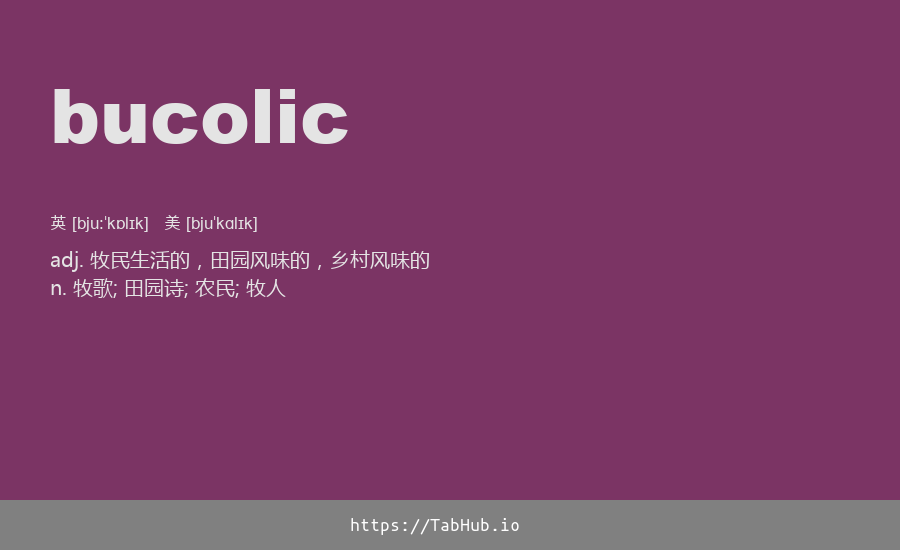 bucolic
英 [bjuːˈkɒlɪk] 美 [bjuˈkɑlɪk]
adj. 牧民生活的，田园风味的，乡村风味的
n. 牧歌; 田园诗; 农民; 牧人
https://TabHub.io